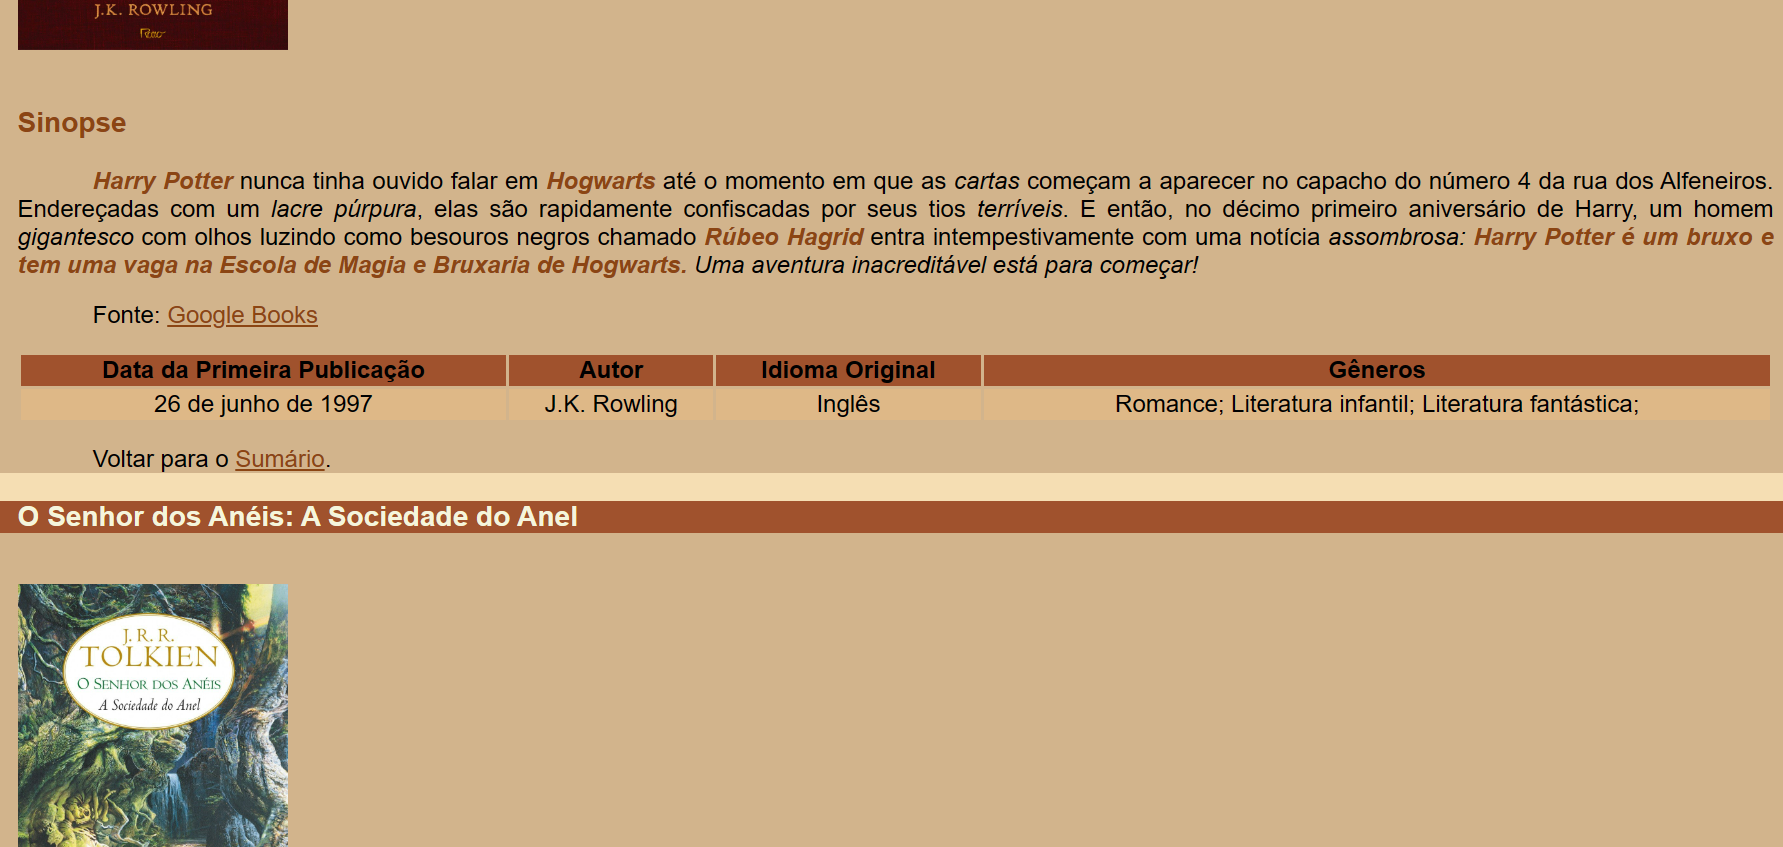 J.K. ROWLING
Rocco
Sinopse
Harry Potter nunca tinha ouvido falar em Hogwarts até o momento em que as cartas começam a aparecer no capacho do número 4 da rua dos Alfeneiros.
Endereçadas com um lacre púrpura, elas são rapidamente confiscadas por seus tios terríveis. E então, no décimo primeiro aniversário de Harry, um homem
gigantesco com olhos luzindo como besouros negros chamado Rúbeo Hagrid entra intempestivamente com uma notícia assombrosa: Harry Potter é um bruxo e
tem uma vaga na Escola de Magia e Bruxaria de Hogwarts. Uma aventura inacreditável está para começar!
Fonte: Google Books
Data da Primeira Publicação Autor Idioma Original Gêneros
26 de junho de 1997 J.K. Rowling Inglês Romance; Literatura infantil; Literatura fantástica;
Voltar para o Sumário.
O Senhor dos Anéis: A Sociedade do Anel
J. R. R.
TOLKIEN
O SENHOR DOS ANÉIS
A Sociedade do Anel